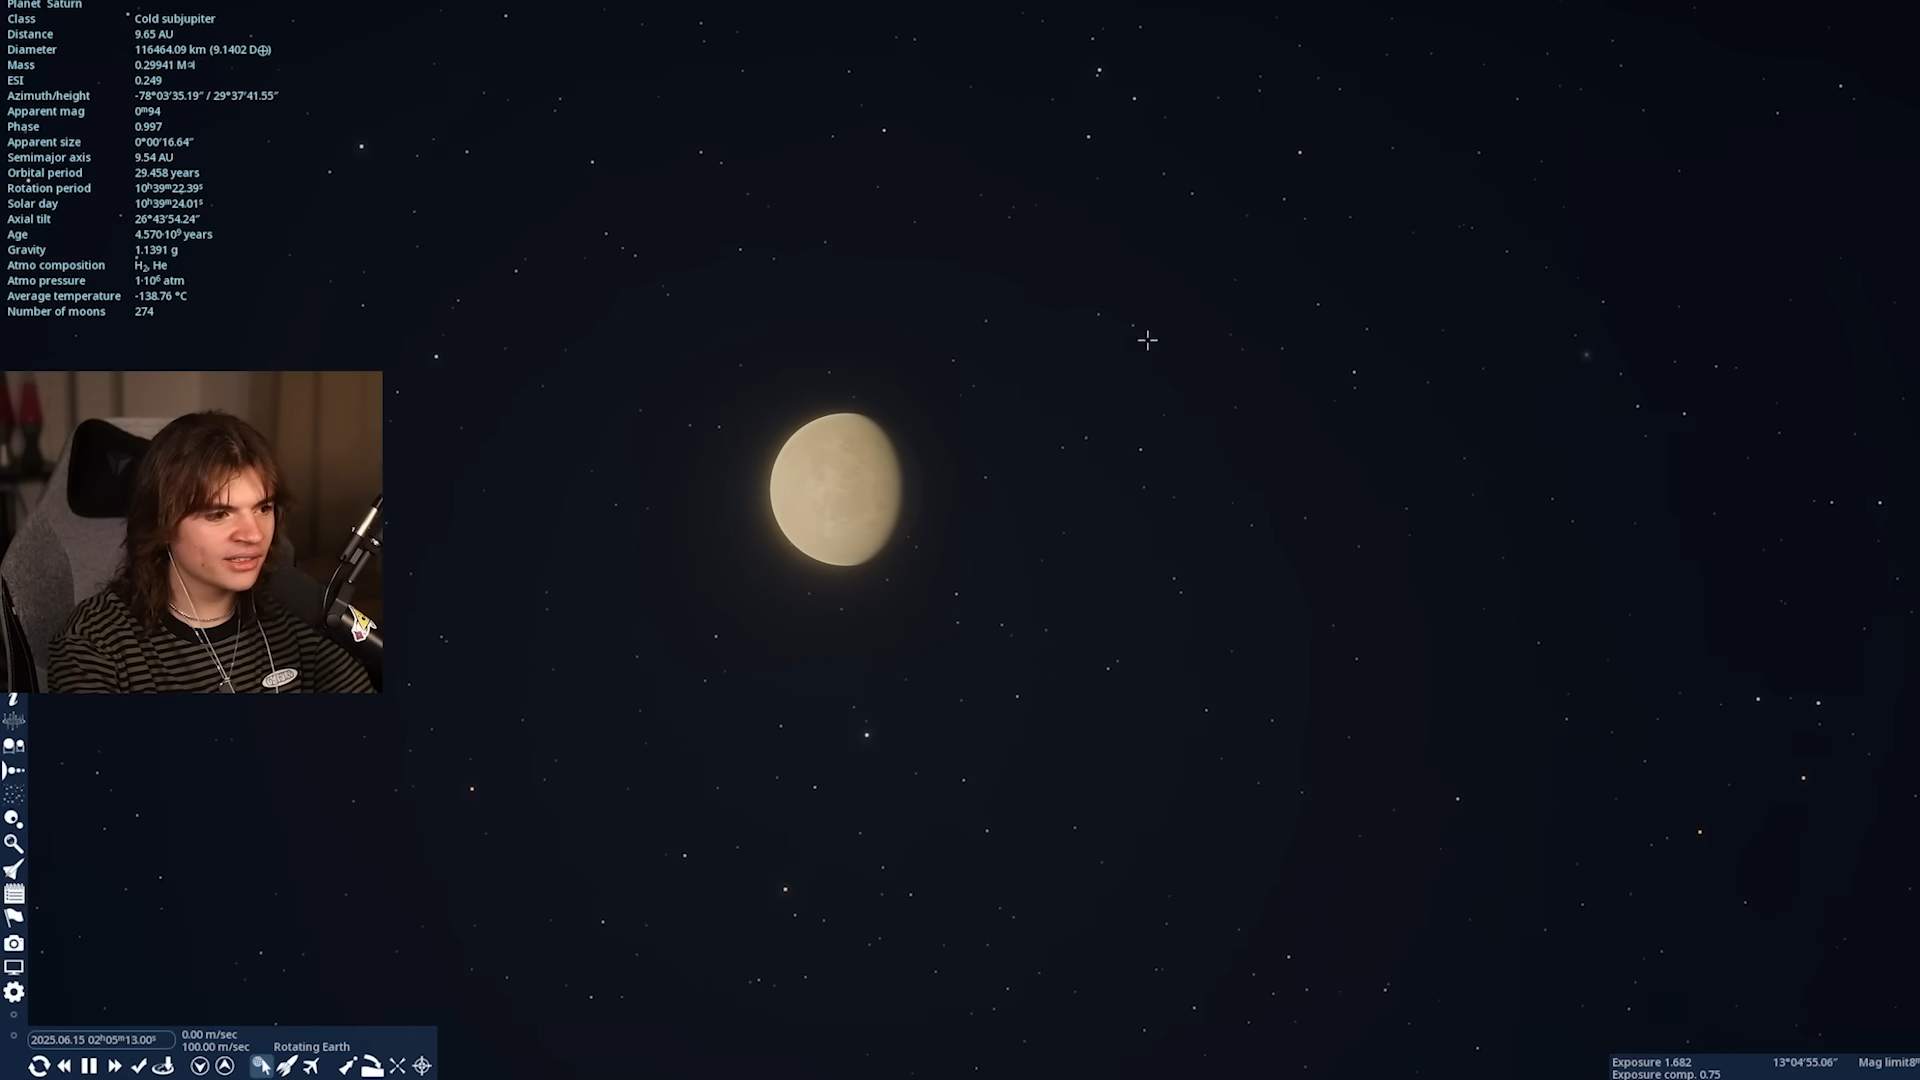 Planet Saturn
Class Cold subjupiter
Distance 9.65 AU
Diameter 116464.09 km (9.1402 D⊕)
Mass 0.29941 M♃
ESI 0.249
Azimuth/height -78°03'35.19" / 29°37'41.55"
Apparent mag 0ᵐ94
Phase 0.997
Apparent size 0°00'16.64"
Semimajor axis 9.54 AU
Orbital period 29.458 years
Rotation period 10ʰ39ᵐ22.39ˢ
Solar day 10ʰ39ᵐ24.01ˢ
Axial tilt 26°43'54.24"
Age 4.570·10⁹ years
Gravity 1.1391 g
Atmo composition H₂, He
Atmo pressure 1·10⁶ atm
Average temperature -138.76 °C
Number of moons 274
2025.06.15 02ʰ05ᵐ13.00ˢ
0.00 m/sec
100.00 m/sec
Rotating Earth
Exposure 1.682 13°04'55.06" Mag limit8ᵐ
Exposure comp. 0.75